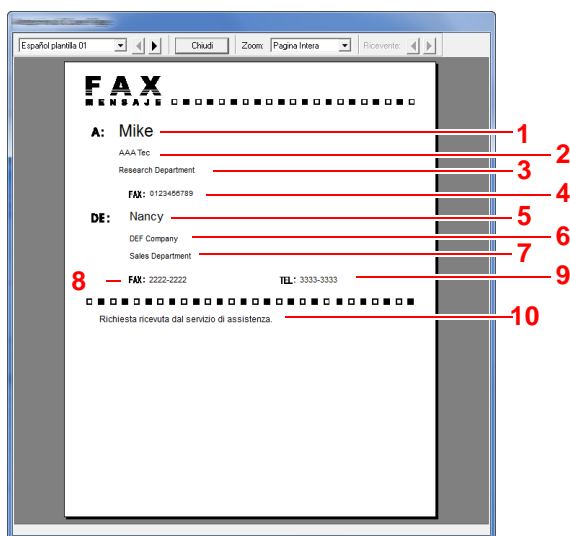 Español plantilla 01 Chiudi Zoom: Pagina Intera Ricevente:
FAX
MENSAJE
A: Mike 1
AAA Tec 2
Research Department 3
FAX: 0123456789 4
DE: Nancy 5
DEF Company 6
Sales Department 7
8 FAX: 2222-2222 TEL: 3333-3333 9
Richiesta ricevuta dal servizio di assistenza. 10